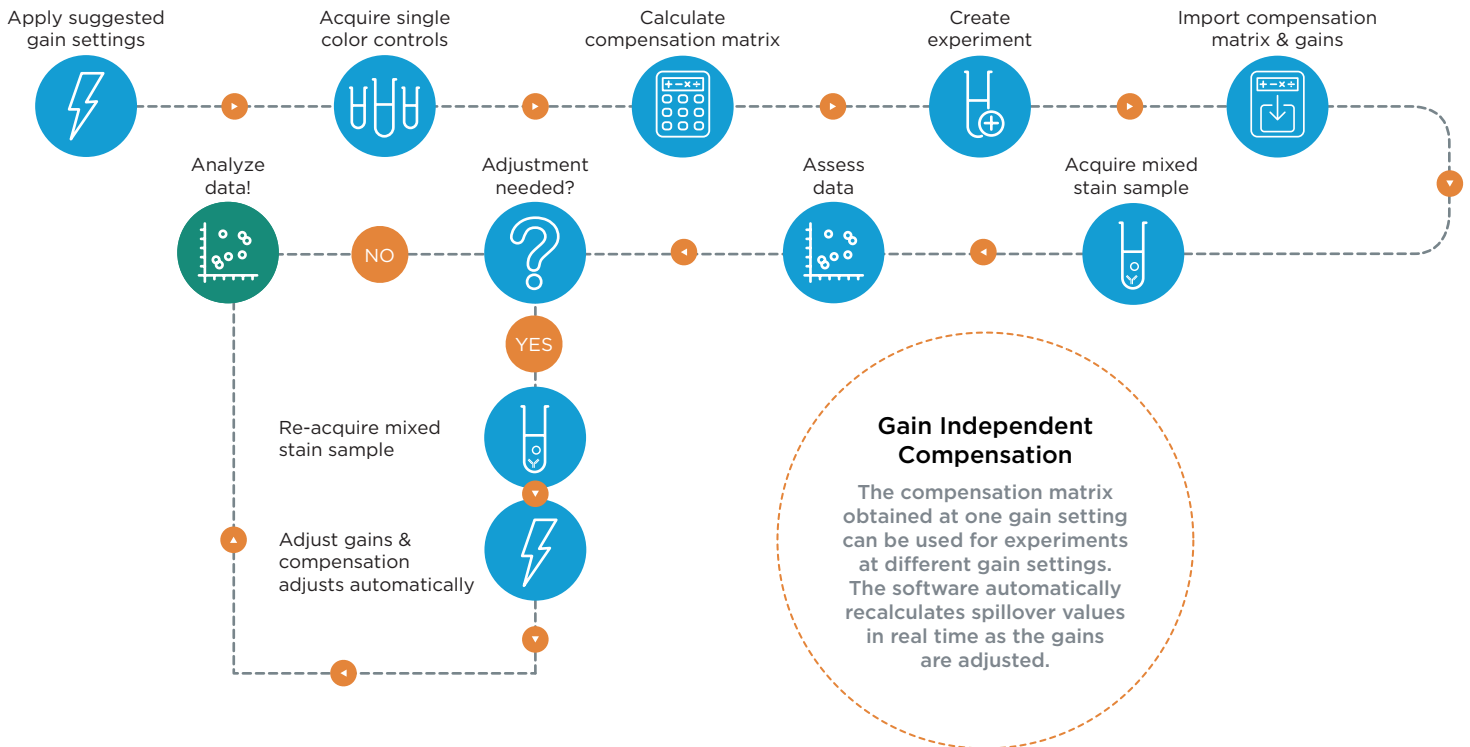 Apply suggested
gain settings
Acquire single
color controls
Calculate
compensation matrix
Create
experiment
Import compensation
matrix & gains
Analyze
data!
Adjustment
needed?
Assess
data
Acquire mixed
stain sample
NO
YES
Re-acquire mixed
stain sample
Adjust gains &
compensation
adjusts automatically
Gain Independent
Compensation
The compensation matrix
obtained at one gain setting
can be used for experiments
at different gain settings.
The software automatically
recalculates spillover values
in real time as the gains
are adjusted.